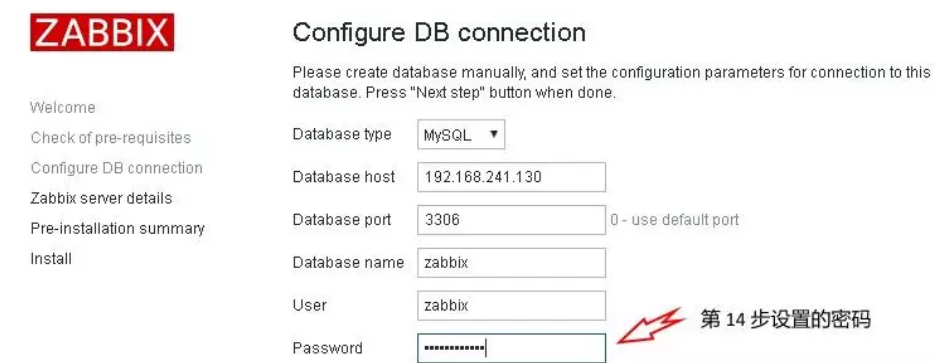 ZABBIX
Welcome
Check of pre-requisites
Configure DB connection
Zabbix server details
Pre-installation summary
Install
Configure DB connection
Please create database manually, and set the configuration parameters for connection to this
database. Press "Next step" button when done.
Database type MySQL
Database host 192.168.241.130
Database port 3306 0 - use default port
Database name zabbix
User zabbix
Password ••••••••••••
第 14 步设置的密码